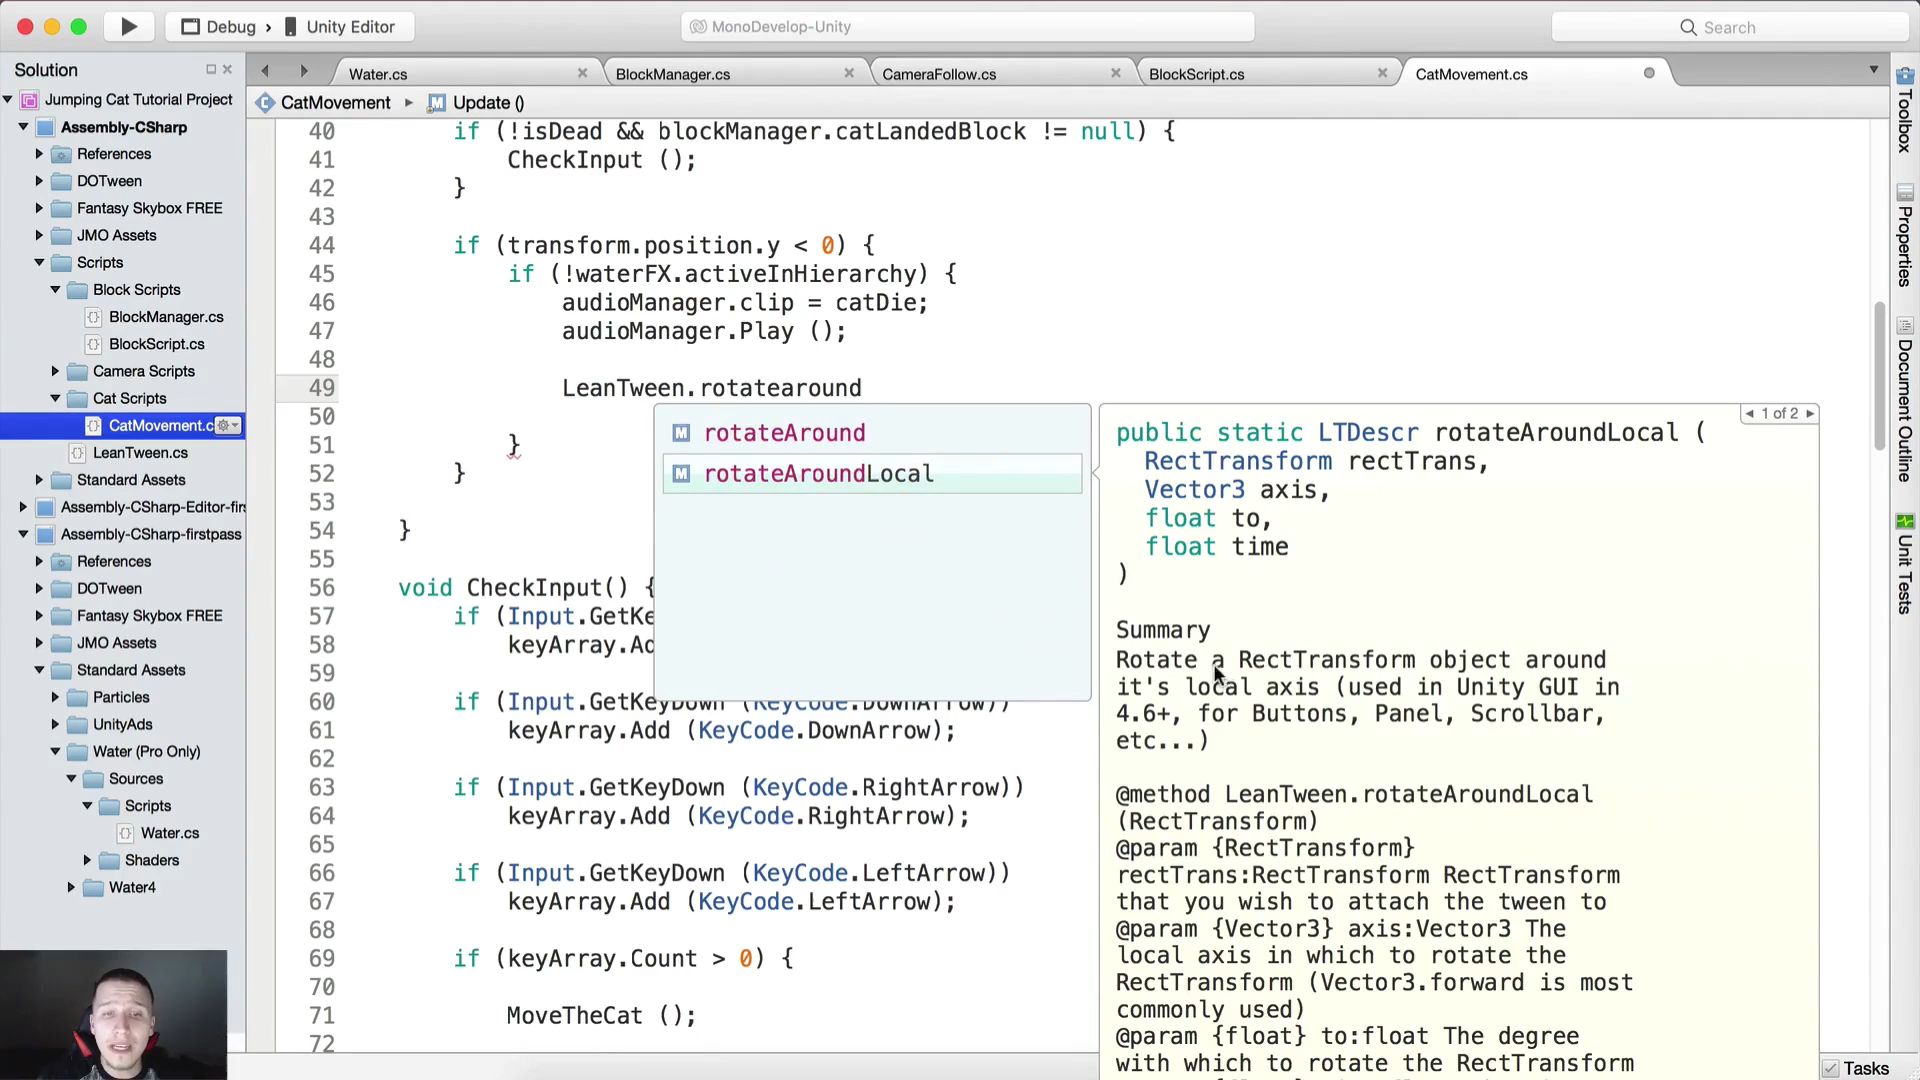 Debug
Unity Editor
MonoDevelop-Unity
Search
Solution
Jumping Cat Tutorial Project
Assembly-CSharp
References
DOTween
Fantasy Skybox FREE
JMO Assets
Scripts
Block Scripts
BlockManager.cs
BlockScript.cs
Camera Scripts
Cat Scripts
CatMovement.c
LeanTween.cs
Standard Assets
Assembly-CSharp-Editor-fir
Assembly-CSharp-firstpass
References
DOTween
Fantasy Skybox FREE
JMO Assets
Standard Assets
Particles
UnityAds
Water (Pro Only)
Sources
Scripts
Water.cs
Shaders
Water4
Water.cs
BlockManager.cs
CameraFollow.cs
BlockScript.cs
CatMovement.cs
CatMovement
Update ()
40 if (!isDead && blockManager.catLandedBlock != null) {
41 CheckInput ();
42 }
43
44 if (transform.position.y < 0) {
45 if (!waterFX.activeInHierarchy) {
46 audioManager.clip = catDie;
47 audioManager.Play ();
48
49 LeanTween.rotatearound
50
51 }
52 }
53
54 }
55
56 void CheckInput() {
57 if (Input.GetKe
58 keyArray.Ad
59
60 if (Input.GetKeyDown (KeyCode.DownArrow))
61 keyArray.Add (KeyCode.DownArrow);
62
63 if (Input.GetKeyDown (KeyCode.RightArrow))
64 keyArray.Add (KeyCode.RightArrow);
65
66 if (Input.GetKeyDown (KeyCode.LeftArrow))
67 keyArray.Add (KeyCode.LeftArrow);
68
69 if (keyArray.Count > 0) {
70
71 MoveTheCat ();
72
rotateAround
rotateAroundLocal
1 of 2
public static LTDescr rotateAroundLocal (
RectTransform rectTrans,
Vector3 axis,
float to,
float time
)
Summary
Rotate a RectTransform object around
it's local axis (used in Unity GUI in
4.6+, for Buttons, Panel, Scrollbar,
etc...)
@method LeanTween.rotateAroundLocal
(RectTransform)
@param {RectTransform}
rectTrans:RectTransform RectTransform
that you wish to attach the tween to
@param {Vector3} axis:Vector3 The
local axis in which to rotate the
RectTransform (Vector3.forward is most
commonly used)
@param {float} to:float The degree
with which to rotate the RectTransform
Toolbox
Properties
Document Outline
Unit Tests
Tasks